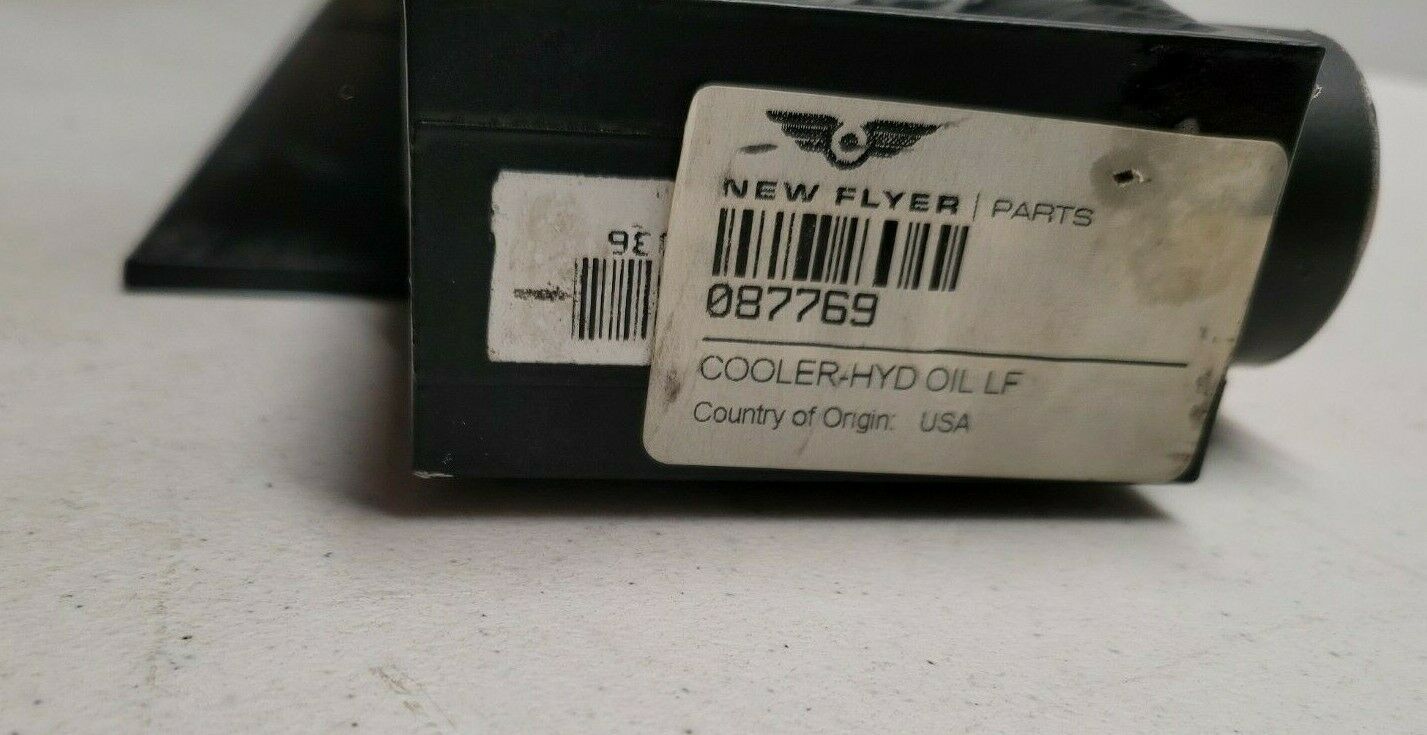 NEW FLYER | PARTS
087769
COOLER-HYD OIL LF
Country of Origin: USA